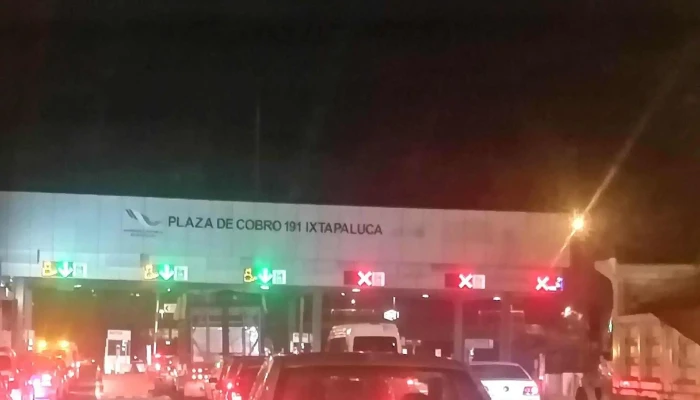 PLAZA DE COBRO 191 IXTAPALUCA